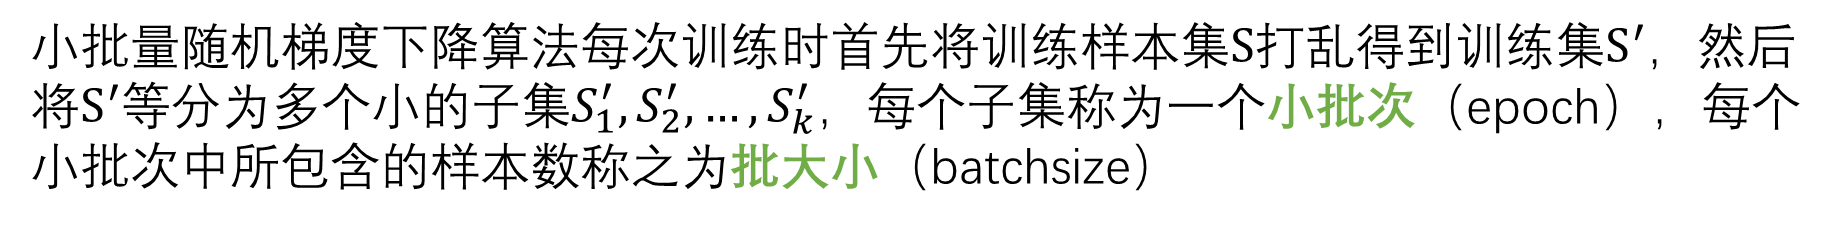 小批量随机梯度下降算法每次训练时首先将训练样本集S打乱得到训练集S′，然后
将S′等分为多个小的子集S′₁, S′₂, … , S′ₖ，每个子集称为一个小批次（epoch），每个
小批次中所包含的样本数称之为批大小（batchsize）